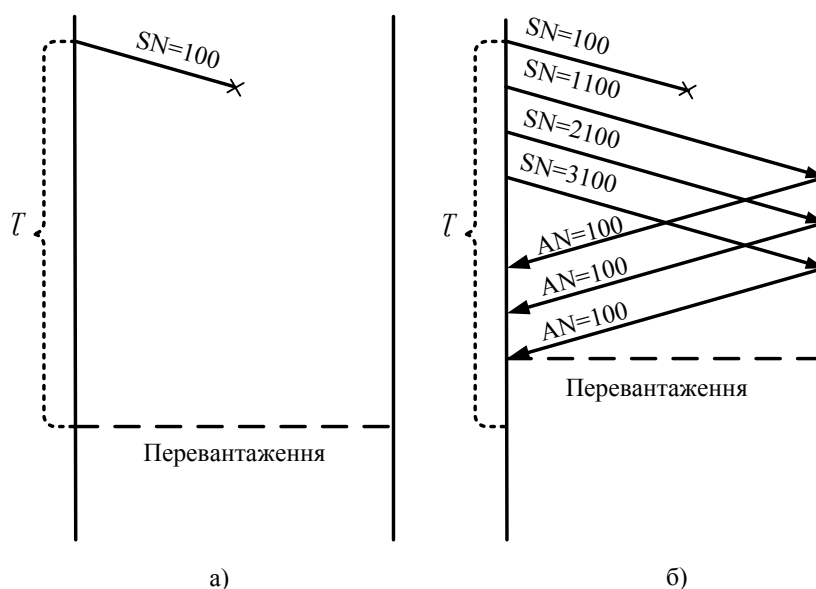 SN=100
τ
Перевантаження
а)
SN=100
SN=1100
SN=2100
SN=3100
τ
AN=100
AN=100
AN=100
Перевантаження
б)